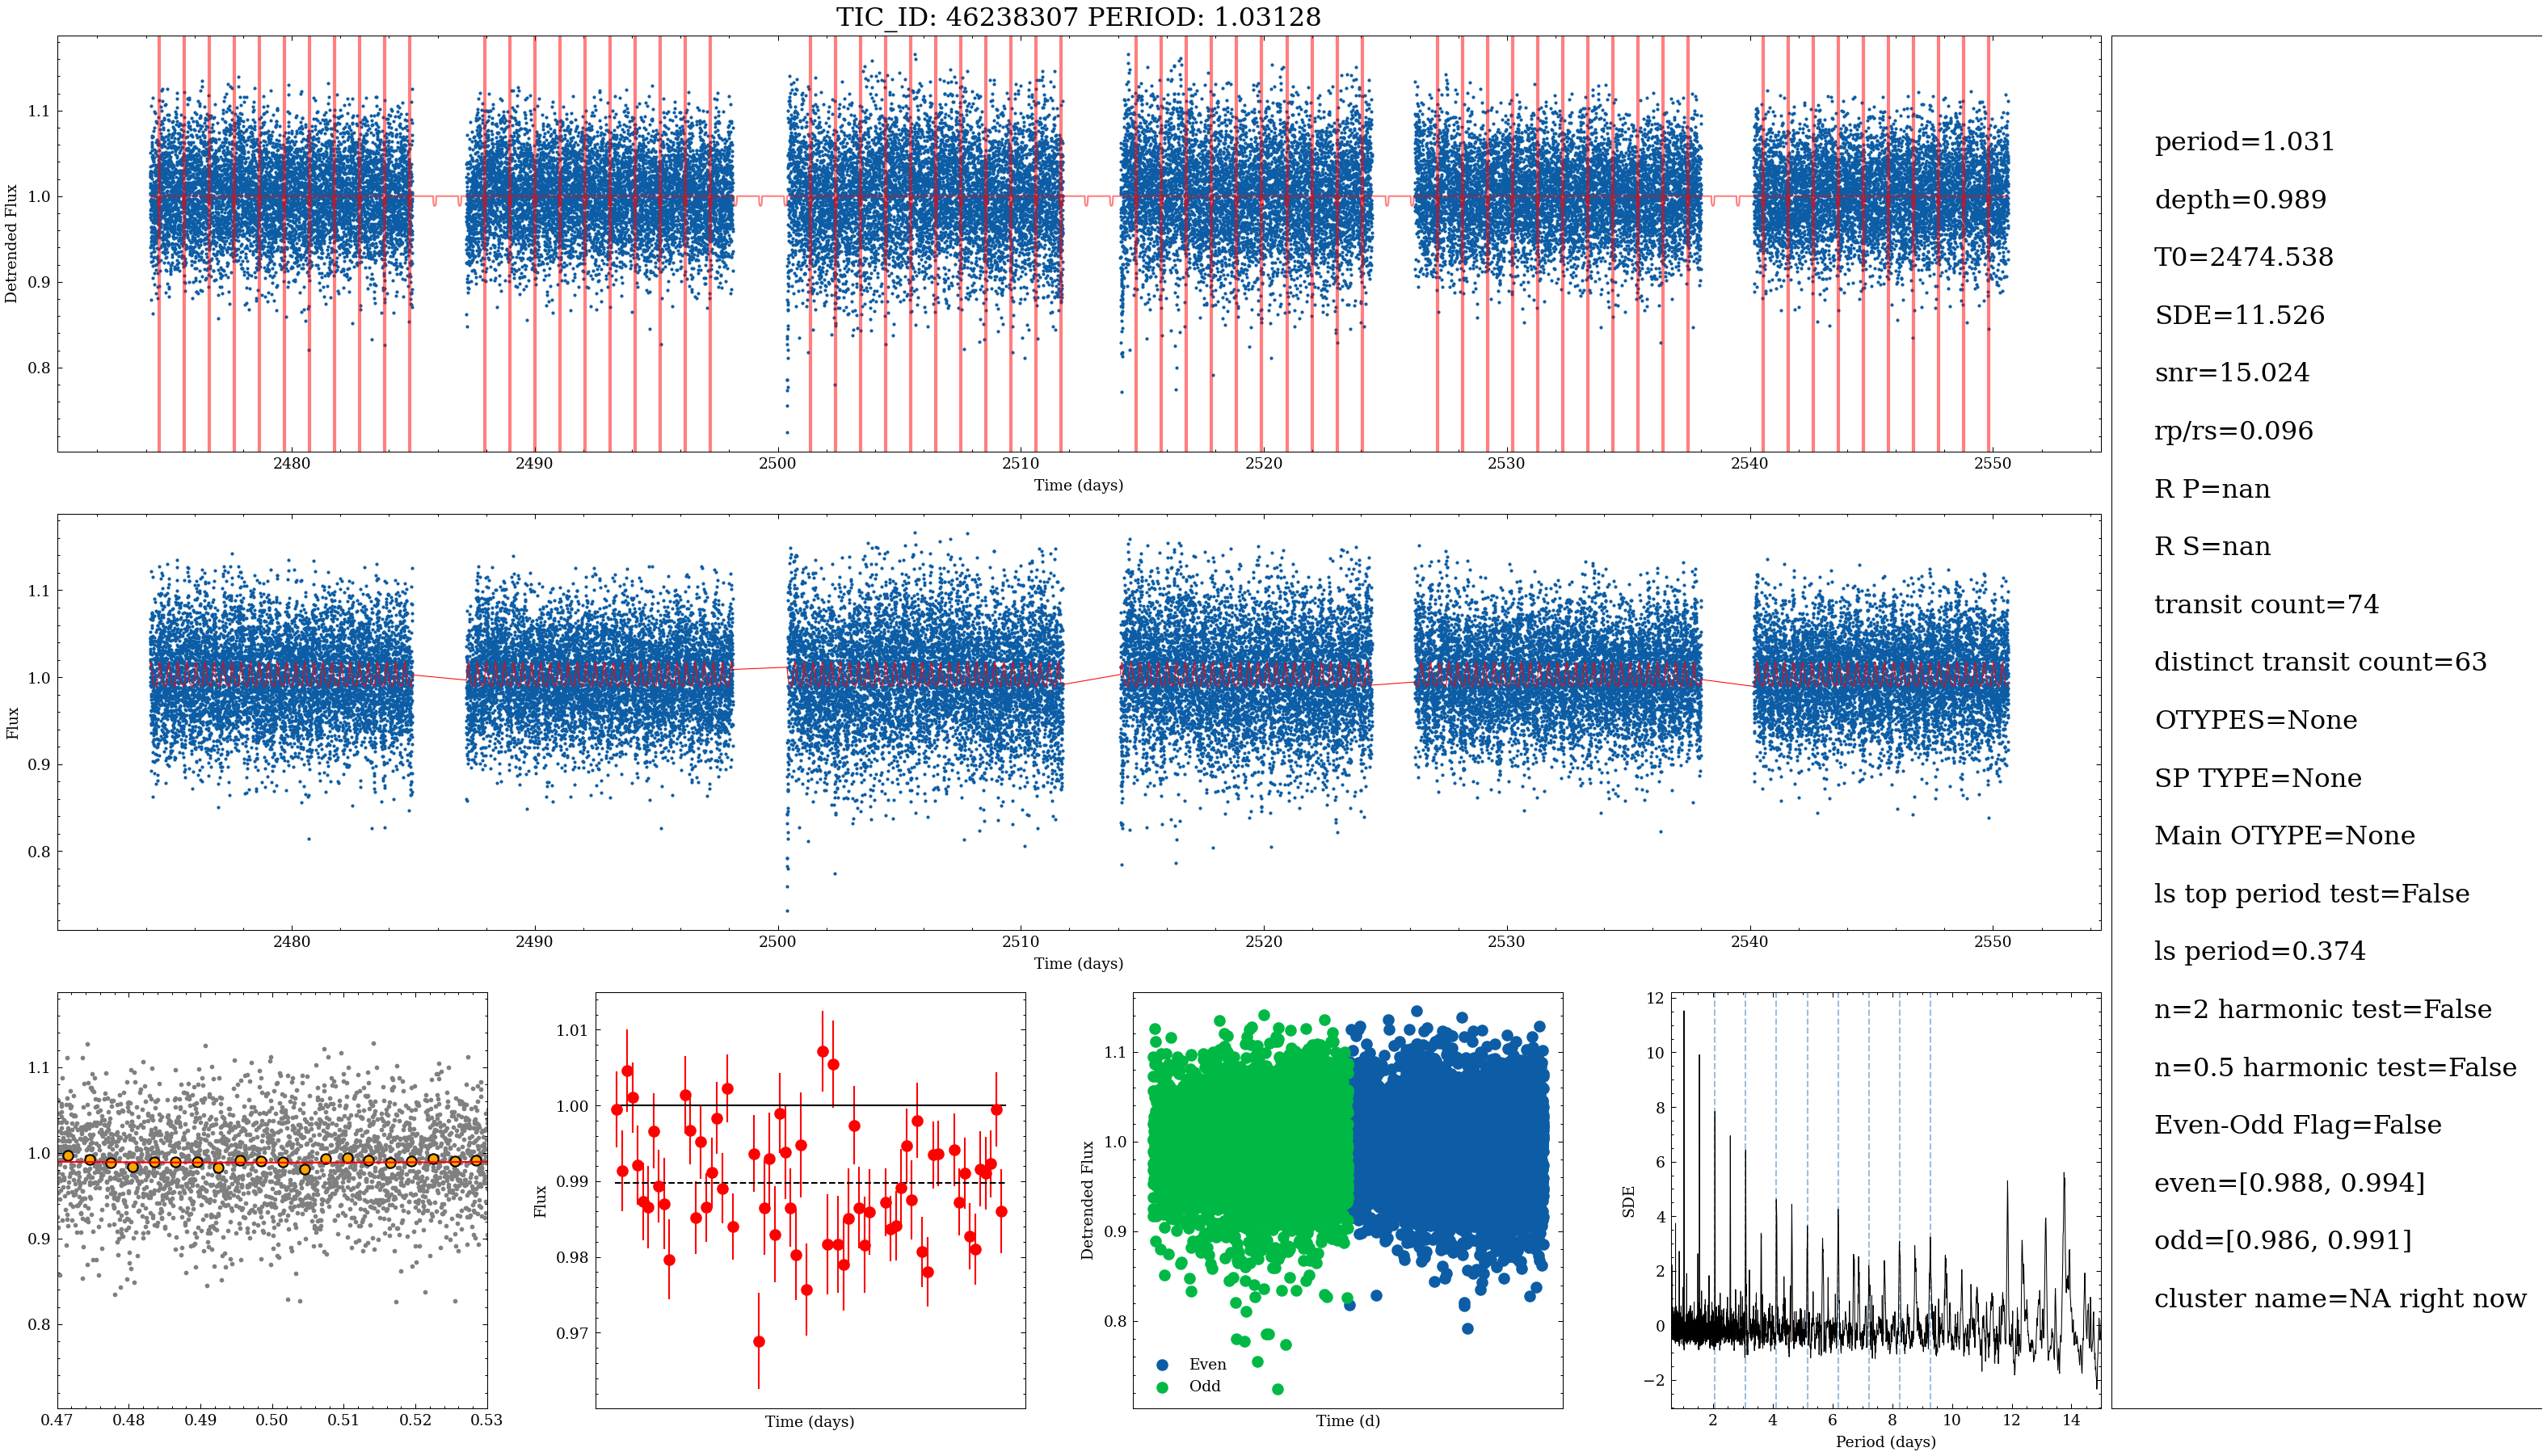 TIC_ID: 46238307 PERIOD: 1.03128
1.1
1.0
0.9
0.8
Detrended Flux
2480
2490
2500
2510
2520
2530
2540
2550
Time (days)
1.1
1.0
0.9
0.8
Flux
2480
2490
2500
2510
2520
2530
2540
2550
Time (days)
1.1
1.0
0.9
0.8
0.47
0.48
0.49
0.50
0.51
0.52
0.53
1.01
1.00
0.99
0.98
0.97
Flux
Time (days)
1.1
1.0
0.9
0.8
Detrended Flux
Even
Odd
Time (d)
12
10
8
6
4
2
0
−2
SDE
2
4
6
8
10
12
14
Period (days)
period=1.031
depth=0.989
T0=2474.538
SDE=11.526
snr=15.024
rp/rs=0.096
R P=nan
R S=nan
transit count=74
distinct transit count=63
OTYPES=None
SP TYPE=None
Main OTYPE=None
ls top period test=False
ls period=0.374
n=2 harmonic test=False
n=0.5 harmonic test=False
Even-Odd Flag=False
even=[0.988, 0.994]
odd=[0.986, 0.991]
cluster name=NA right now